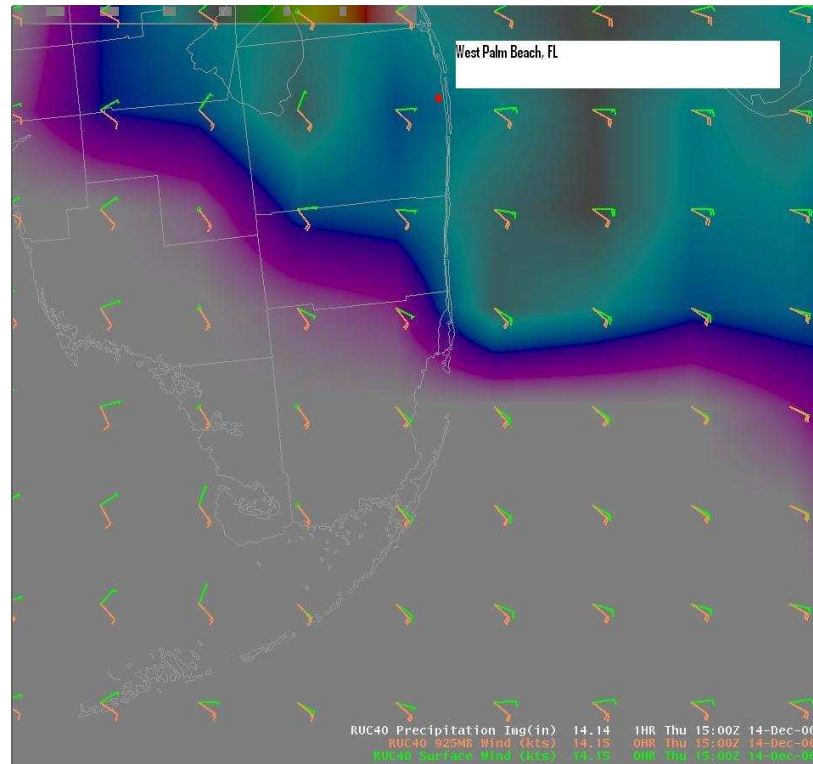 West Palm Beach, FL
RUC40 Precipitation Img(in) 14.14 1HR Thu 15:00Z 14-Dec-06
RUC40 925MB Wind (kts) 14.15 0HR Thu 15:00Z 14-Dec-06
RUC40 Surface Wind (kts) 14.15 0HR Thu 15:00Z 14-Dec-06